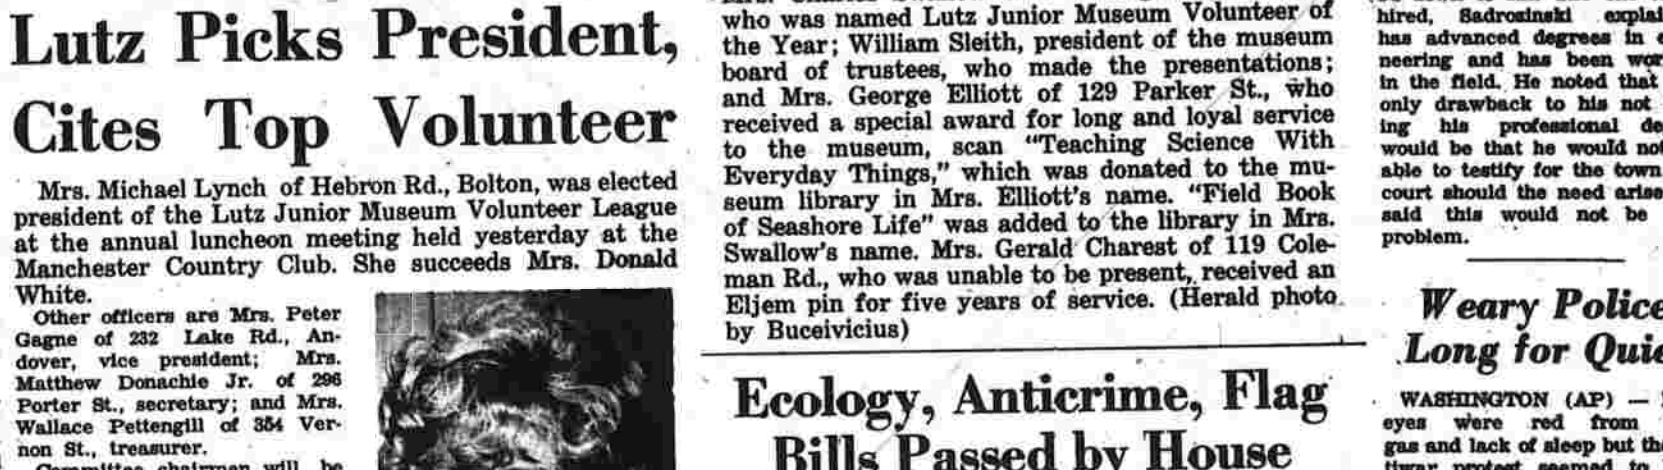 Lutz Picks President,
Cites Top Volunteer
Mrs. Michael Lynch of Hebron Rd., Bolton, was elected
president of the Lutz Junior Museum Volunteer League
at the annual luncheon meeting held yesterday at the
Manchester Country Club. She succeeds Mrs. Donald
White.
Other officers are Mrs. Peter
Gagne of 232 Lake Rd., An-
dover, vice president; Mrs.
Matthew Donachie Jr. of 296
Porter St., secretary; and Mrs.
Wallace Pettengill of 354 Ver-
non St., treasurer.
Committee chairmen will be
who was named Lutz Junior Museum Volunteer of
the Year; William Sleith, president of the museum
board of trustees, who made the presentations;
and Mrs. George Elliott of 129 Parker St., who
received a special award for long and loyal service
to the museum, scan "Teaching Science With
Everyday Things," which was donated to the mu-
seum library in Mrs. Elliott's name. "Field Book
of Seashore Life" was added to the library in Mrs.
Swallow's name. Mrs. Gerald Charest of 119 Cole-
man Rd., who was unable to be present, received an
Eljem pin for five years of service. (Herald photo
by Buceivicius)
Ecology, Anticrime, Flag
Bills Passed by House
hired, Sadrosinski explai
has advanced degrees in e
neering and has been wor
in the field. He noted that
only drawback to his not
ing his professional de
would be that he would not
able to testify for the town
court should the need arise
said this would not be
problem.
Weary Police
Long for Quie
WASHINGTON (AP) —
eyes were red from
gas and lack of sleep but th
tiwar protest seemed to